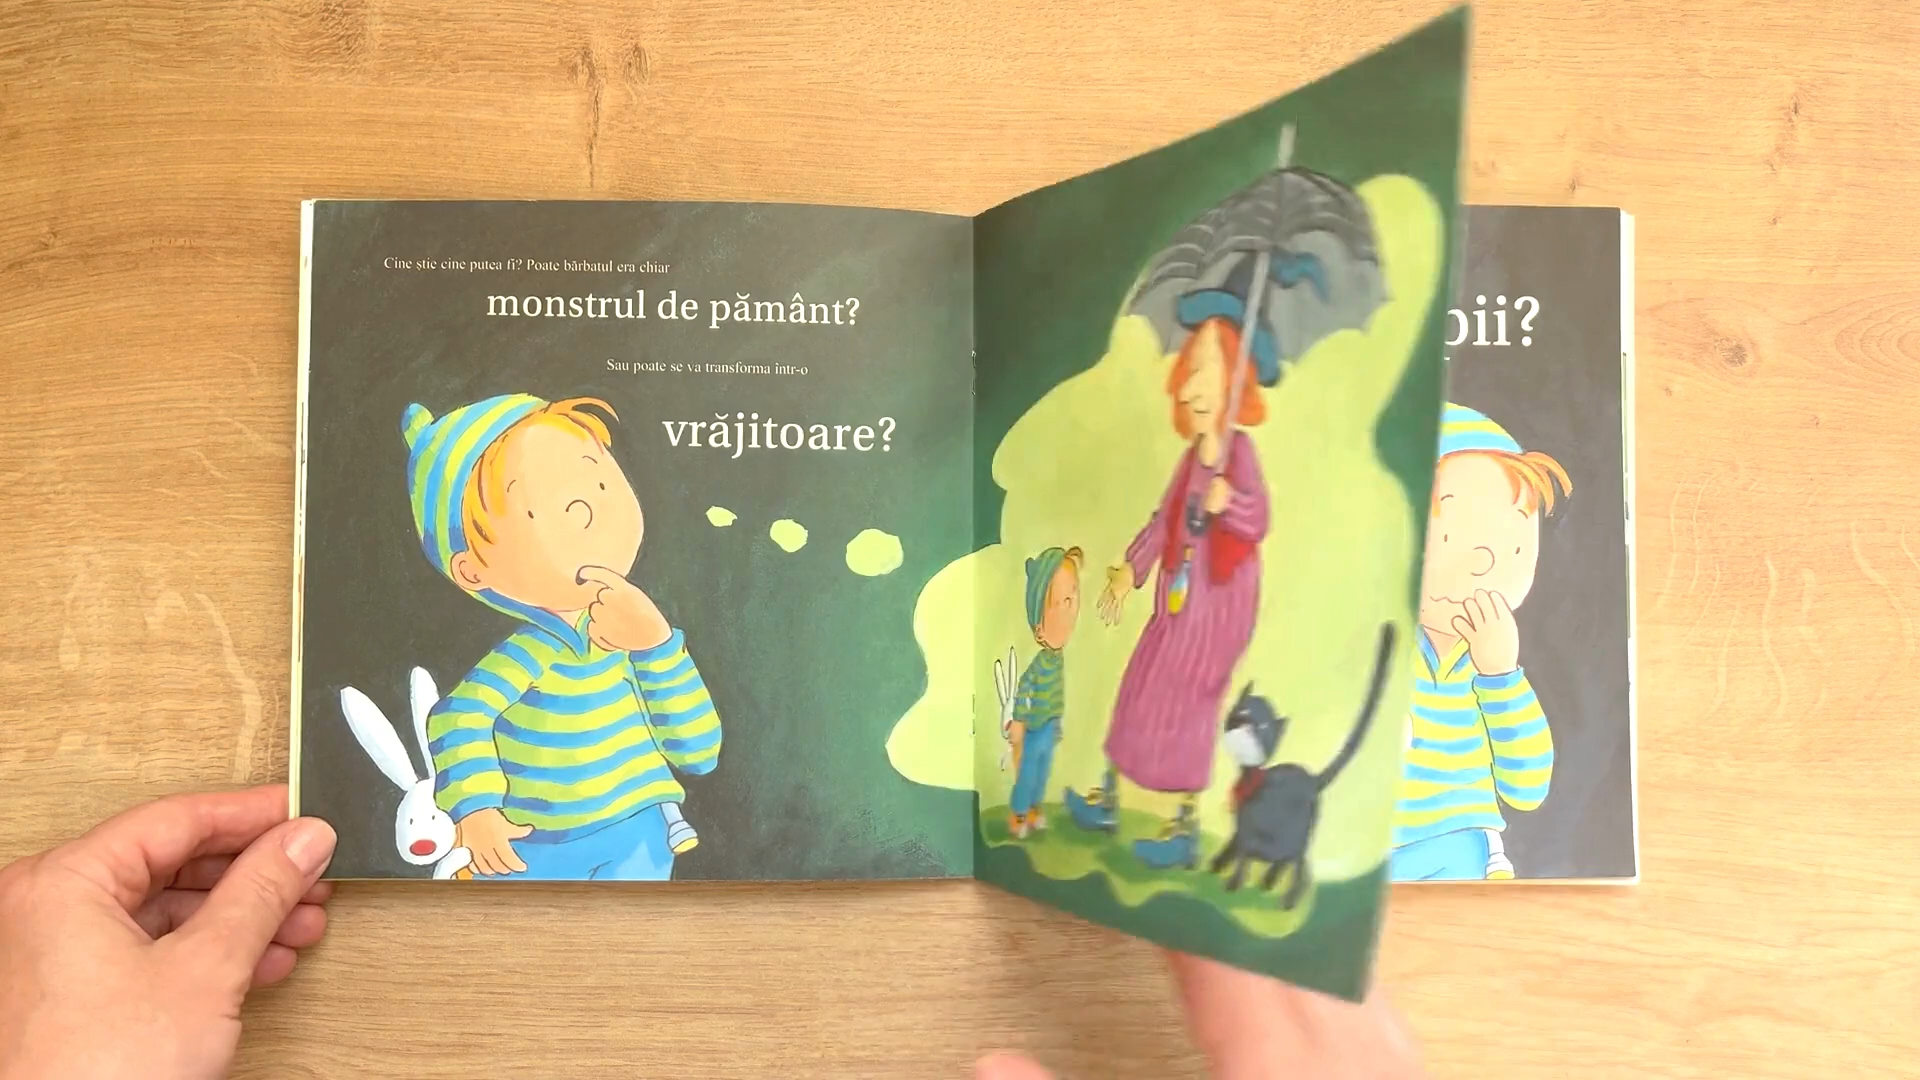 Cine știe cine putea fi? Poate bărbatul era chiar
monstrul de pământ?
Sau poate se va transforma într-o
vrăjitoare?